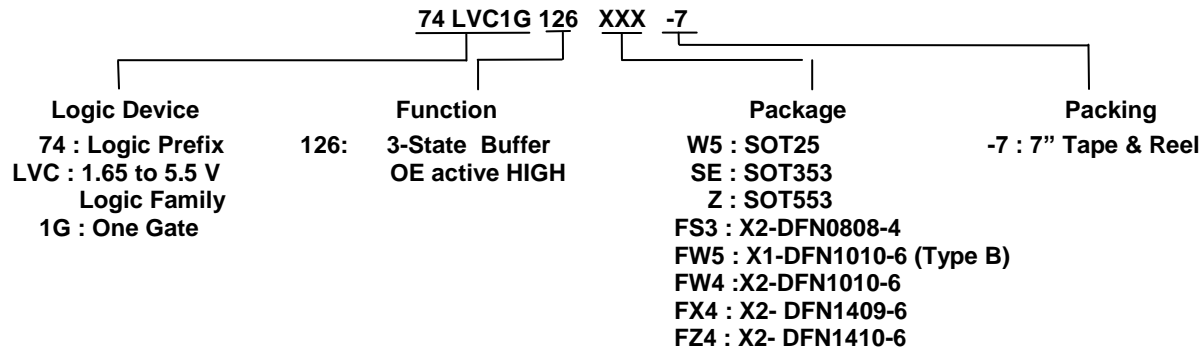 74 LVC1G 126 XXX -7
Logic Device Function Package Packing
74 : Logic Prefix 126: 3-State Buffer W5 : SOT25 -7 : 7” Tape & Reel
LVC : 1.65 to 5.5 V OE active HIGH SE : SOT353
Logic Family Z : SOT553
1G : One Gate FS3 : X2-DFN0808-4
FW5 : X1-DFN1010-6 (Type B)
FW4 :X2-DFN1010-6
FX4 : X2- DFN1409-6
FZ4 : X2- DFN1410-6